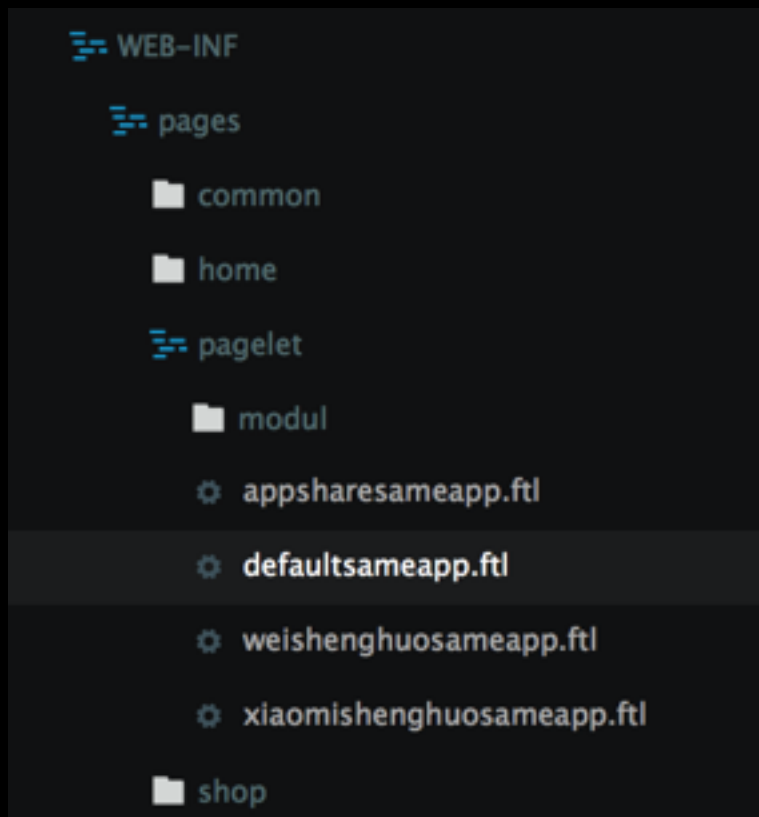 WEB-INF
pages
common
home
pagelet
modul
appsharesameapp.ftl
defaultsameapp.ftl
weishenghuosameapp.ftl
xiaomishenghuosameapp.ftl
shop